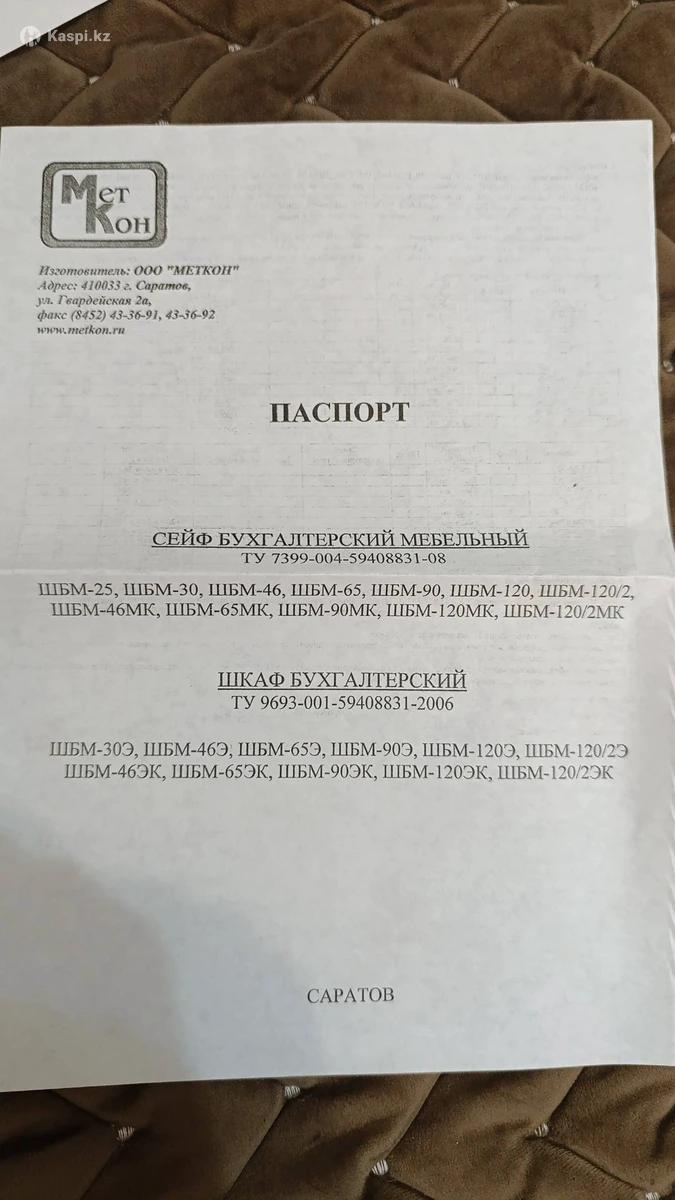 Kaspi.kz
Мет
Кон
Изготовитель: ООО "МЕТКОН"
Адрес: 410033 г. Саратов,
ул. Гвардейская 2а,
факс (8452) 43-36-91, 43-36-92
www.metkon.ru
ПАСПОРТ
СЕЙФ БУХГАЛТЕРСКИЙ МЕБЕЛЬНЫЙ
ТУ 7399-004-59408831-08
ШБМ-25, ШБМ-30, ШБМ-46, ШБМ-65, ШБМ-90, ШБМ-120, ШБМ-120/2,
ШБМ-46МК, ШБМ-65МК, ШБМ-90МК, ШБМ-120МК, ШБМ-120/2МК
ШКАФ БУХГАЛТЕРСКИЙ
ТУ 9693-001-59408831-2006
ШБМ-30Э, ШБМ-46Э, ШБМ-65Э, ШБМ-90Э, ШБМ-120Э, ШБМ-120/2Э
ШБМ-46ЭК, ШБМ-65ЭК, ШБМ-90ЭК, ШБМ-120ЭК, ШБМ-120/2ЭК
САРАТОВ